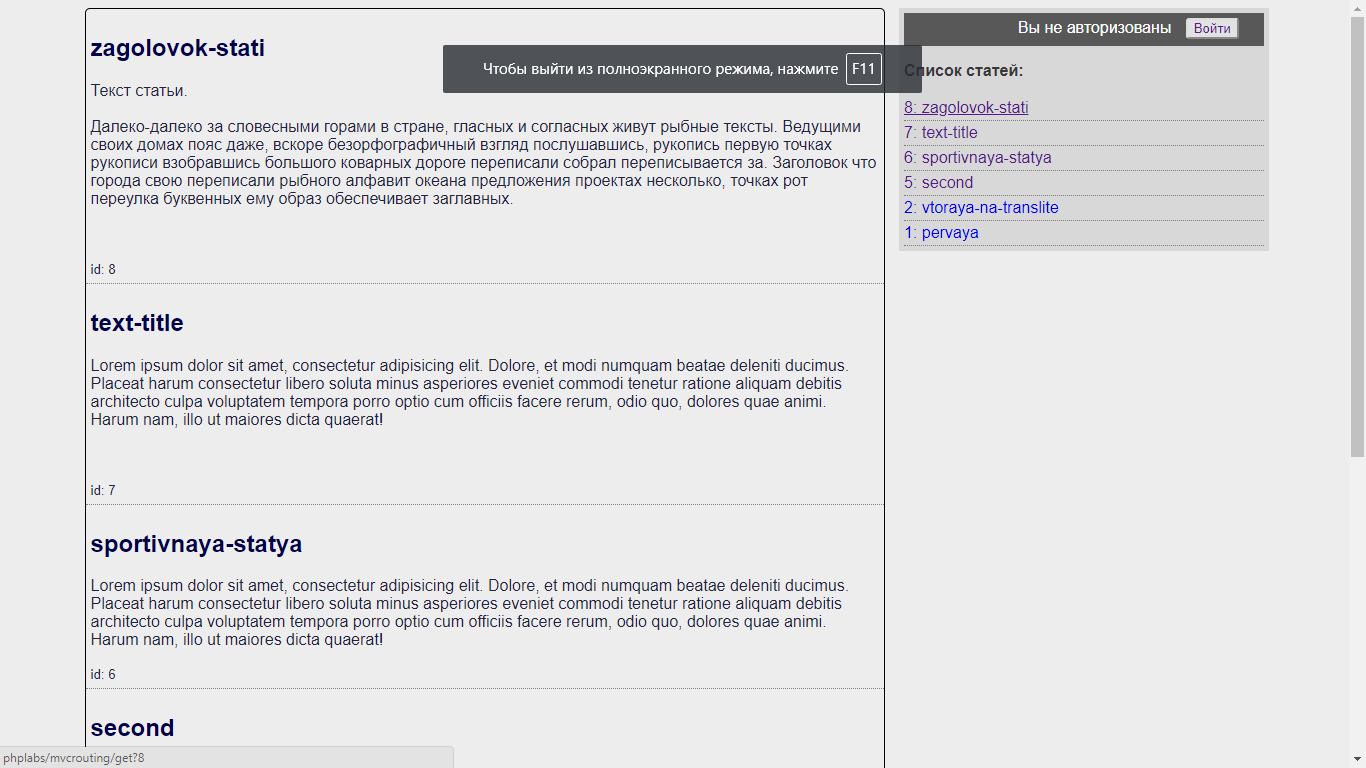 zagolovok-stati
Текст статьи.
Далеко-далеко за словесными горами в стране, гласных и согласных живут рыбные тексты. Ведущими
своих домах пояс даже, вскоре безорфографичный взгляд послушавшись, рукопись первую точках
рукописи взобравшись большого коварных дороге переписали собрал переписывается за. Заголовок что
города свою переписали рыбного алфавит океана предложения проектах несколько, точках рот
переулка буквенных ему образ обеспечивает заглавных.
id: 8
text-title
Lorem ipsum dolor sit amet, consectetur adipisicing elit. Dolore, et modi numquam beatae deleniti ducimus.
Placeat harum consectetur libero soluta minus asperiores eveniet commodi tenetur ratione aliquam debitis
architecto culpa voluptatem tempora porro optio cum officiis facere rerum, odio quo, dolores quae animi.
Harum nam, illo ut maiores dicta quaerat!
id: 7
sportivnaya-statya
Lorem ipsum dolor sit amet, consectetur adipisicing elit. Dolore, et modi numquam beatae deleniti ducimus.
Placeat harum consectetur libero soluta minus asperiores eveniet commodi tenetur ratione aliquam debitis
architecto culpa voluptatem tempora porro optio cum officiis facere rerum, odio quo, dolores quae animi.
Harum nam, illo ut maiores dicta quaerat!
id: 6
second
Чтобы выйти из полноэкранного режима, нажмите F11
Вы не авторизованы Войти
Список статей:
8: zagolovok-stati
7: text-title
6: sportivnaya-statya
5: second
2: vtoraya-na-translite
1: pervaya
phplabs/mvcrouting/get?8